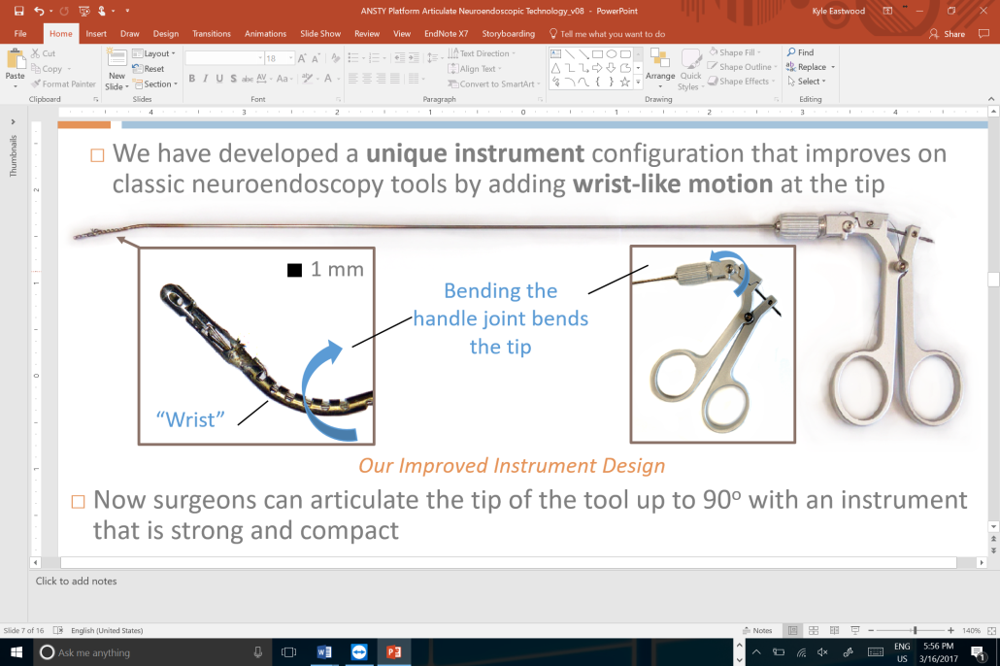 ANSTY Platform Articulate Neuroendoscopic Technology_v08 - PowerPoint
Kyle Eastwood
File Home Insert Draw Design Transitions Animations Slide Show Review View EndNote X7 Storyboarding Tell me what you want to do
Share
Paste
Cut
Copy
Format Painter
Clipboard
New Slide
Layout
Reset
Section
Slides
18
B I U S abc AV Aa A
Font
Text Direction
Align Text
Convert to SmartArt
Paragraph
Arrange
Quick Styles
Shape Fill
Shape Outline
Shape Effects
Drawing
Find
Replace
Select
Editing
4 3 2 1 0 1 2 3 4
Thumbnails
2
1
0
1
We have developed a unique instrument configuration that improves on
classic neuroendoscopy tools by adding wrist-like motion at the tip
1 mm
Bending the
handle joint bends
the tip
“Wrist”
Our Improved Instrument Design
Now surgeons can articulate the tip of the tool up to 90º with an instrument
that is strong and compact
Click to add notes
Slide 7 of 16 English (United States)
Notes
140%
Ask me anything
ENG
US
5:56 PM
3/16/2017
1